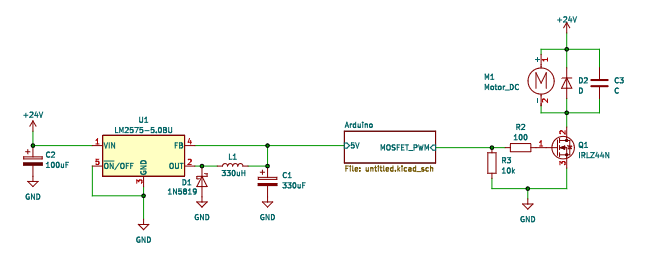 +24V
+24V
M1
Motor_DC
+
1
-
2
D2
D
C3
C
U1
LM2575-5.0BU
Arduino
+
C2
100uF
1
VIN
FB
4
5
ON/OFF
GND
OUT
2
3
L1
330uH
D1
1N5819
+
C1
330uF
5V
MOSFET_PWM
File: untitled.kicad_sch
R2
100
R3
10k
1
2
3
Q1
IRLZ44N
GND
GND
GND
GND
GND